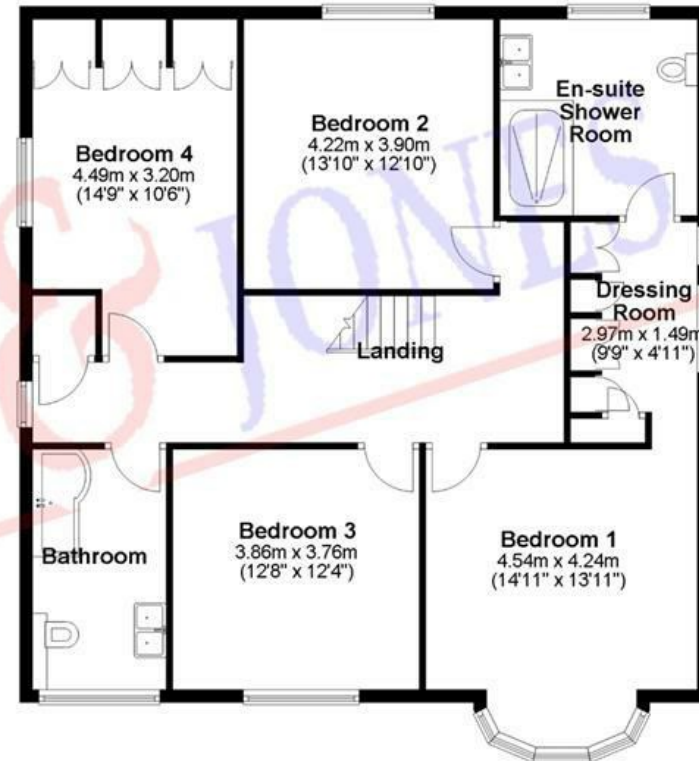 Bedroom 4
4.49m x 3.20m
(14'9" x 10'6")
Bedroom 2
4.22m x 3.90m
(13'10" x 12'10")
En-suite
Shower
Room
Dressing
Room
2.97m x 1.49m
(9'9" x 4'11")
Landing
Bathroom
Bedroom 3
3.86m x 3.76m
(12'8" x 12'4")
Bedroom 1
4.54m x 4.24m
(14'11" x 13'11")
& JONES